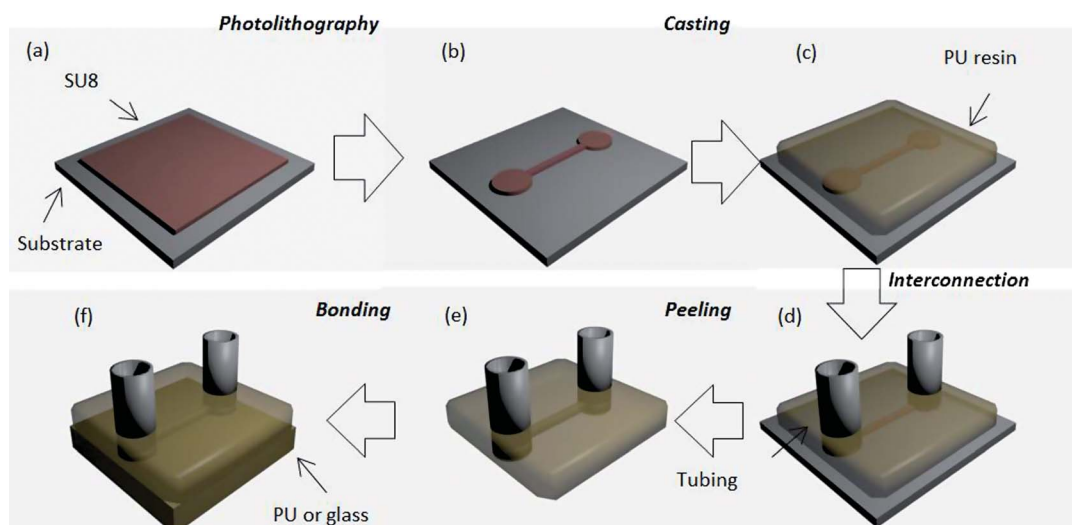 Photolithography
Casting
(a)
(b)
(c)
SU8
PU resin
Substrate
Interconnection
(f)
Bonding
(e)
Peeling
(d)
Tubing
PU or glass